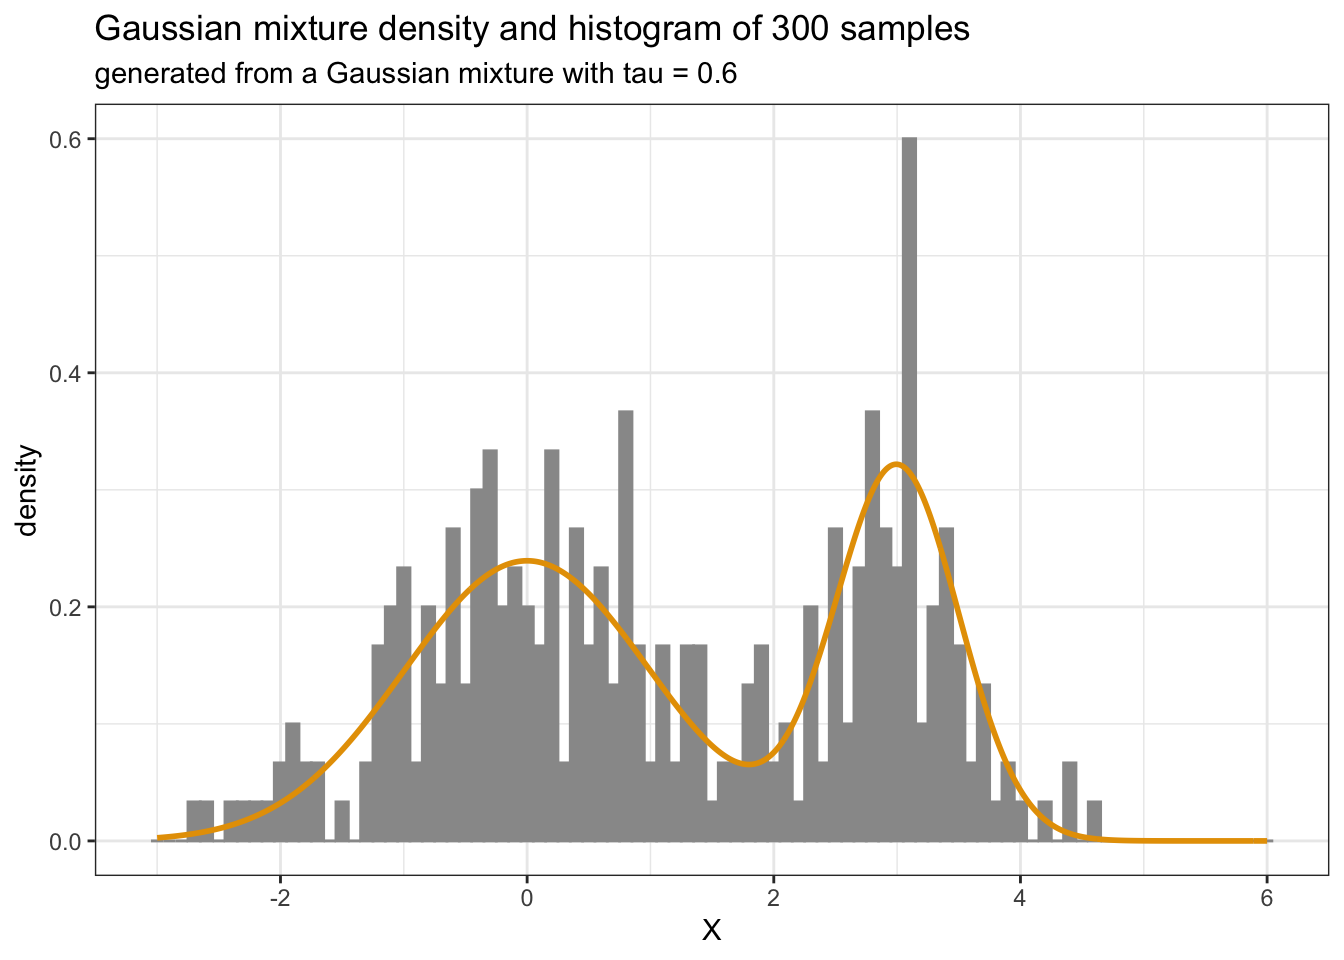 Gaussian mixture density and histogram of 300 samples
generated from a Gaussian mixture with tau = 0.6
0.6
0.4
0.2
0.0
density
-2 0 2 4 6
X